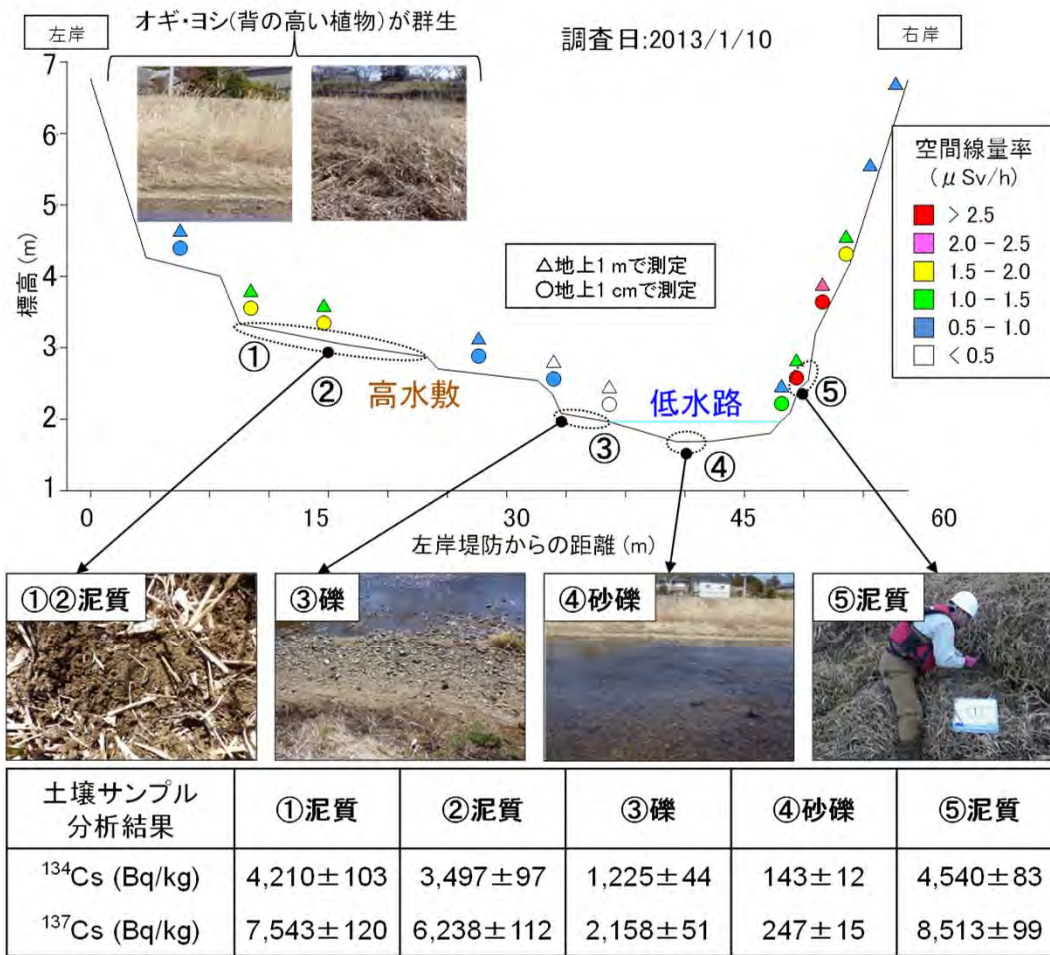 オギ・ヨシ(背の高い植物)が群生
左岸
調査日:2013/1/10
右岸
7
6
5
4
3
2
1
標高(m)
空間線量率
(μSv/h)
> 2.5
2.0 - 2.5
1.5 - 2.0
1.0 - 1.5
0.5 - 1.0
< 0.5
△地上1 mで測定
○地上1 cmで測定
①
②
高水敷
③
低水路
④
⑤
0 15 30 45 60
左岸堤防からの距離(m)
①②泥質
③礫
④砂礫
⑤泥質
土壌サンプル
分析結果
①泥質 ②泥質 ③礫 ④砂礫 ⑤泥質
¹³⁴Cs (Bq/kg) 4,210±103 3,497±97 1,225±44 143±12 4,540±83
¹³⁷Cs (Bq/kg) 7,543±120 6,238±112 2,158±51 247±15 8,513±99